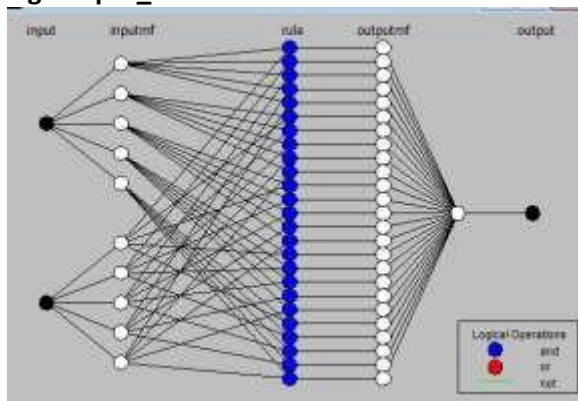 input inputmf rule outputmf output
Logical Operations
and
or
not